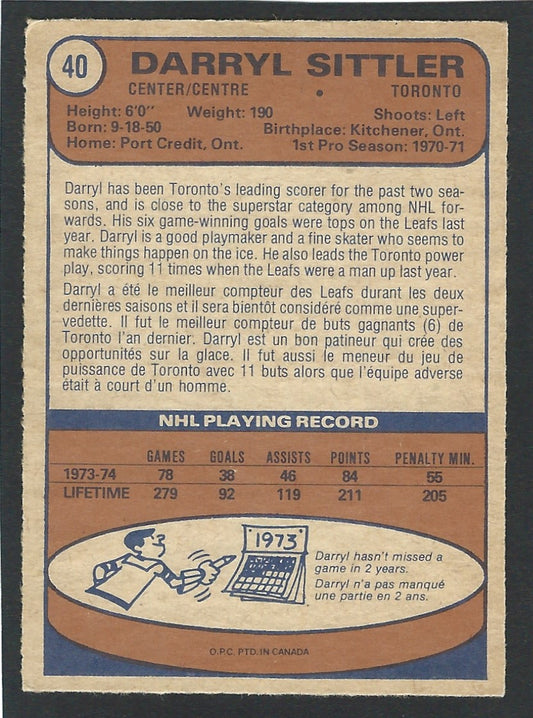 40
DARRYL SITTLER
CENTER/CENTRE • TORONTO
Height: 6'0" Weight: 190 Shoots: Left
Born: 9-18-50 Birthplace: Kitchener, Ont.
Home: Port Credit, Ont. 1st Pro Season: 1970-71
Darryl has been Toronto's leading scorer for the past two sea-
sons, and is close to the superstar category among NHL for-
wards. His six game-winning goals were tops on the Leafs last
year. Darryl is a good playmaker and a fine skater who seems to
make things happen on the ice. He also leads the Toronto power
play, scoring 11 times when the Leafs were a man up last year.
Darryl a été le meilleur compteur des Leafs durant les deux
dernières saisons et il sera bientôt considéré comme une super-
vedette. Il fut le meilleur compteur de buts gagnants (6) de
Toronto l'an dernier. Darryl est un bon patineur qui crée des
opportunités sur la glace. Il fut aussi le meneur du jeu de
puissance de Toronto avec 11 buts alors que l'équipe adverse
était à court d'un homme.
NHL PLAYING RECORD
GAMES GOALS ASSISTS POINTS PENALTY MIN.
1973-74 78 38 46 84 55
LIFETIME 279 92 119 211 205
1973
Darryl hasn't missed a
game in 2 years.
Darryl n'a pas manqué
une partie en 2 ans.
O.P.C. PTD. IN CANADA